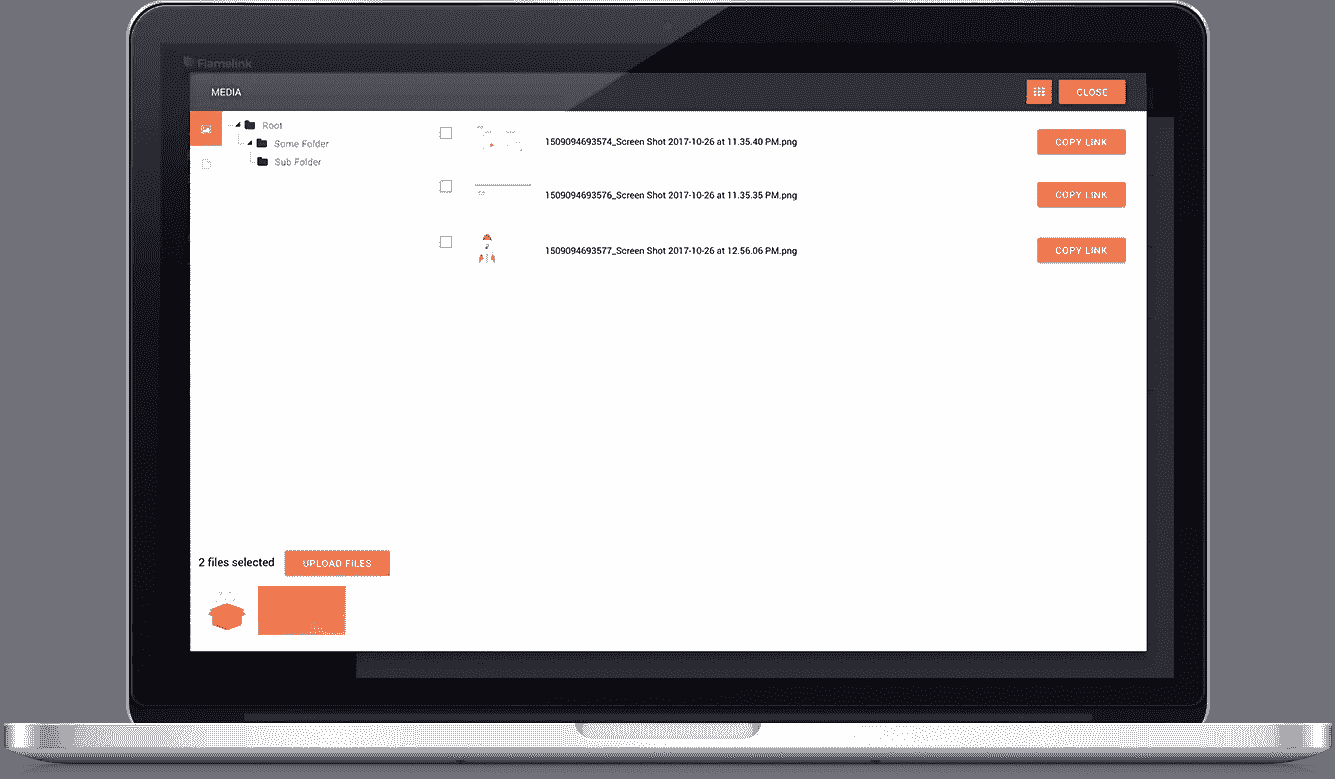 Flamelink
MEDIA
CLOSE
Root
Some Folder
Sub Folder
1509094693574_Screen Shot 2017-10-26 at 11.35.40 PM.png
COPY LINK
1509094693576_Screen Shot 2017-10-26 at 11.35.35 PM.png
COPY LINK
1509094693577_Screen Shot 2017-10-26 at 12.56.06 PM.png
COPY LINK
2 files selected
UPLOAD FILES